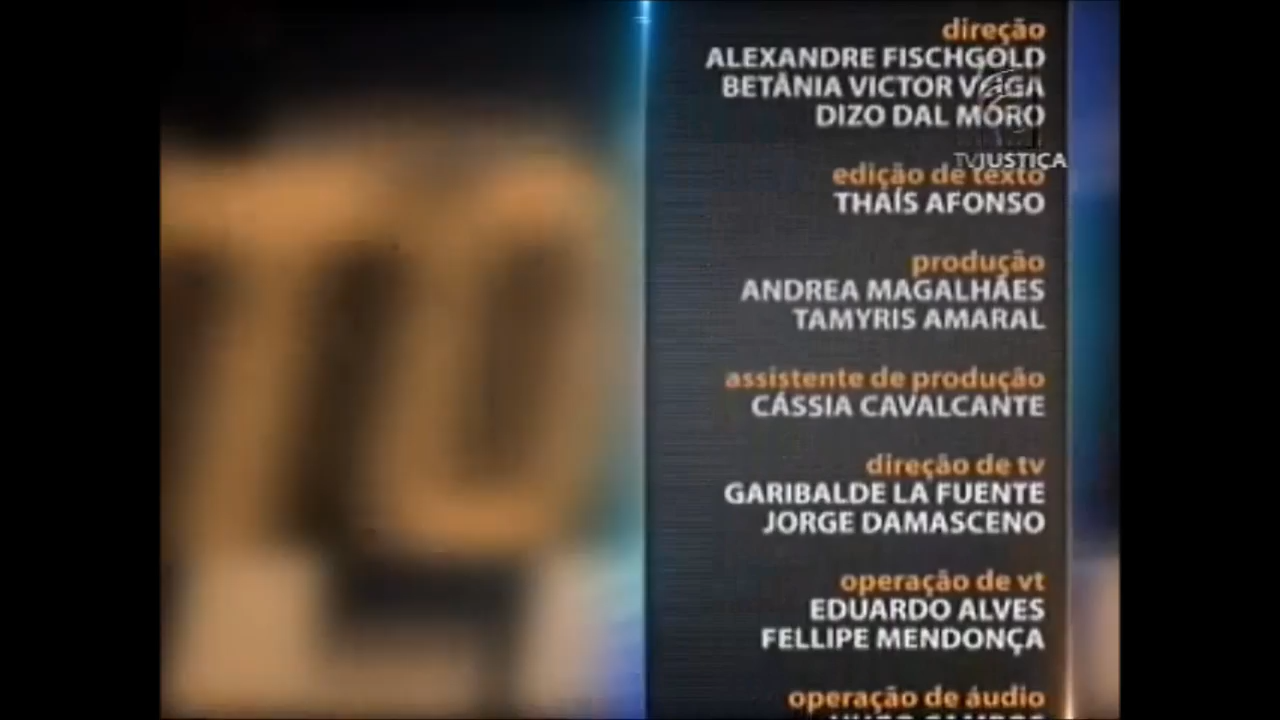 direção
ALEXANDRE FISCHGOLD
BETÂNIA VICTOR VEIGA
DIZO DAL MORO
TVJUSTIÇA
edição de texto
THAÍS AFONSO
produção
ANDREA MAGALHÃES
TAMYRIS AMARAL
assistente de produção
CÁSSIA CAVALCANTE
direção de tv
GARIBALDE LA FUENTE
JORGE DAMASCENO
operação de vt
EDUARDO ALVES
FELLIPE MENDONÇA
operação de áudio